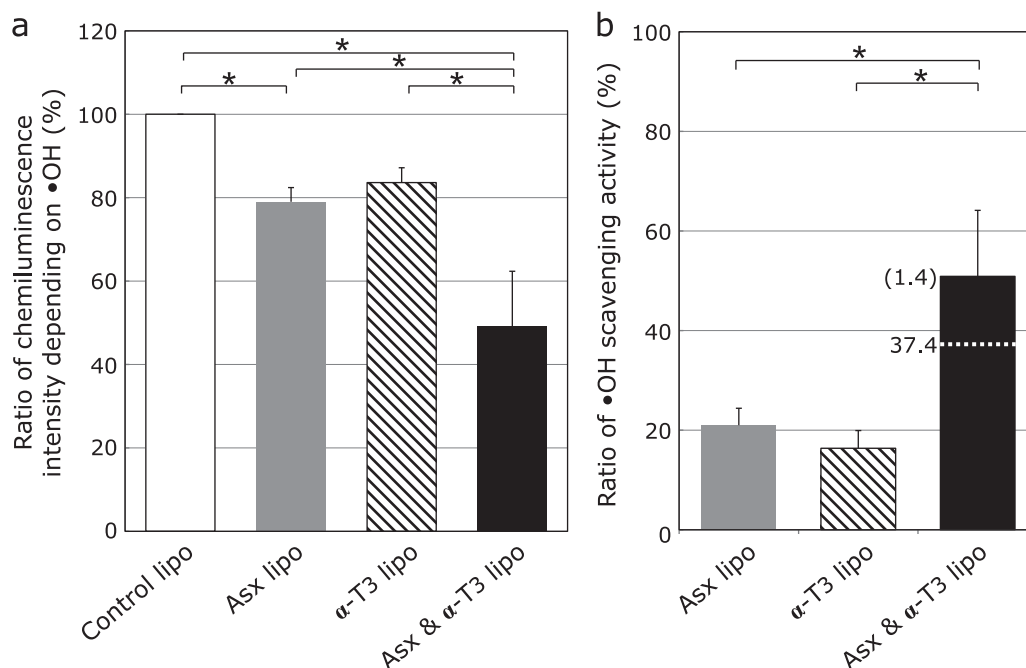 a
Ratio of chemiluminescence
intensity depending on •OH (%)
120
100
80
60
40
20
0
*
*
*
*
Control lipo
Asx lipo
α-T3 lipo
Asx & α-T3 lipo
b
Ratio of •OH scavenging activity (%)
100
80
60
40
20
0
*
*
(1.4)
37.4
Asx lipo
α-T3 lipo
Asx & α-T3 lipo